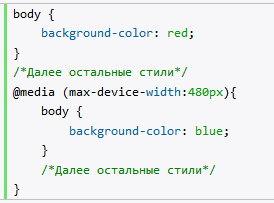 body {
    background-color: red;
}
/*Далее остальные стили*/
@media (max-device-width:480px){
    body {
        background-color: blue;
    }
    /*Далее остальные стили*/
}